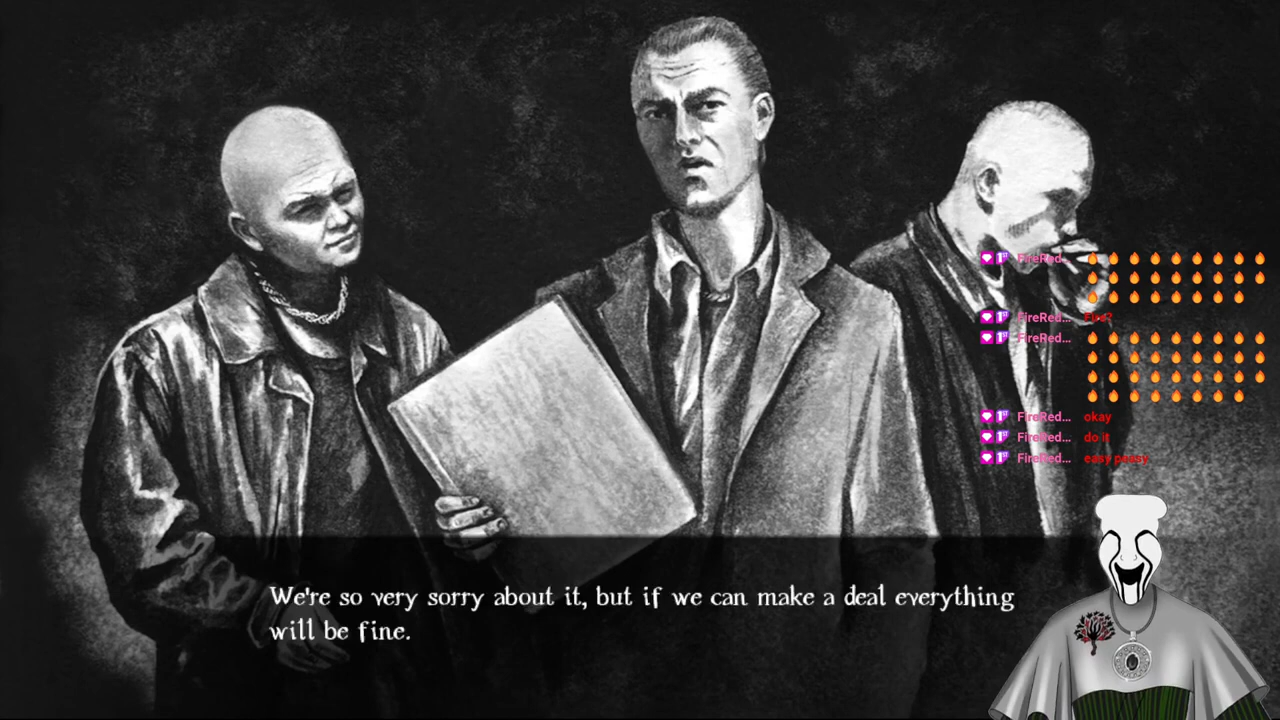 FireRed... 🔥🔥🔥🔥🔥🔥🔥🔥🔥
🔥🔥🔥🔥🔥🔥🔥🔥🔥
🔥🔥🔥🔥🔥🔥🔥🔥
FireRed... Fire?
FireRed... 🔥🔥🔥🔥🔥🔥🔥🔥🔥
🔥🔥🔥🔥🔥🔥🔥🔥🔥
🔥🔥🔥🔥🔥🔥🔥🔥🔥
🔥🔥🔥🔥🔥🔥🔥🔥
FireRed... okay
FireRed... do it
FireRed... easy peasy
We're so very sorry about it, but if we can make a deal everything
will be fine.